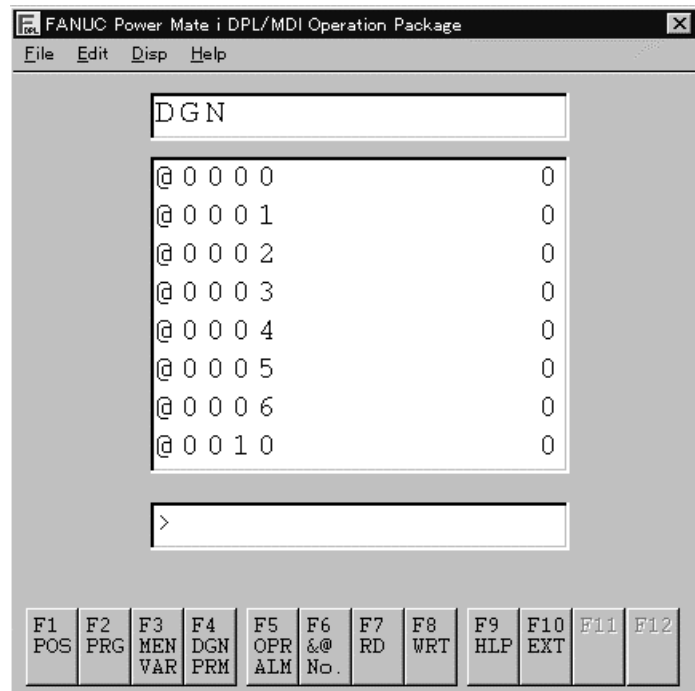 FANUC Power Mate i DPL/MDI Operation Package
File Edit Disp Help
DGN
@0000 0
@0001 0
@0002 0
@0003 0
@0004 0
@0005 0
@0006 0
@0010 0
>
F1 F2 F3 F4 F5 F6 F7 F8 F9 F10 F11 F12
POS PRG MEN DGN OPR &@ RD WRT HLP EXT
VAR PRM ALM No.